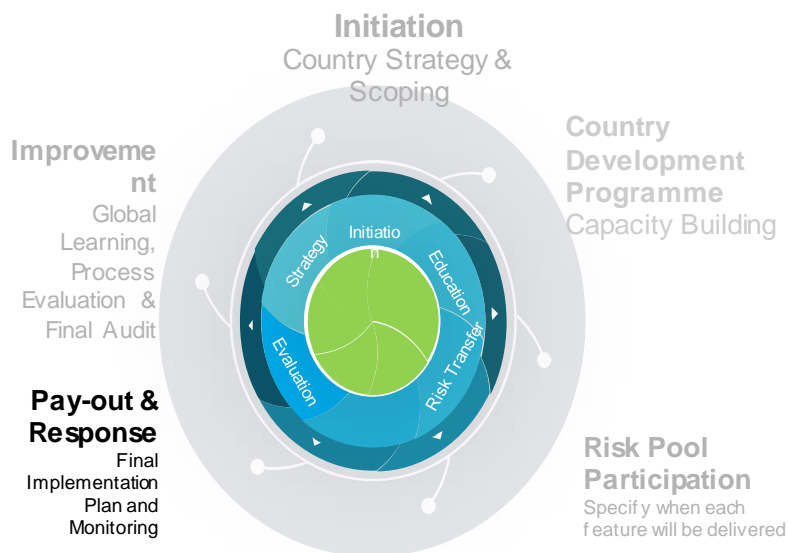 Initiation
Country Strategy &
Scoping
Country
Development
Programme
Capacity Building
Improveme
nt
Global
Learning,
Process
Evaluation &
Final Audit
Initiatio
n
Strategy
Education
Risk Transfer
Evaluation
Pay-out &
Response
Final
Implementation
Plan and
Monitoring
Risk Pool
Participation
Specify when each
feature will be delivered